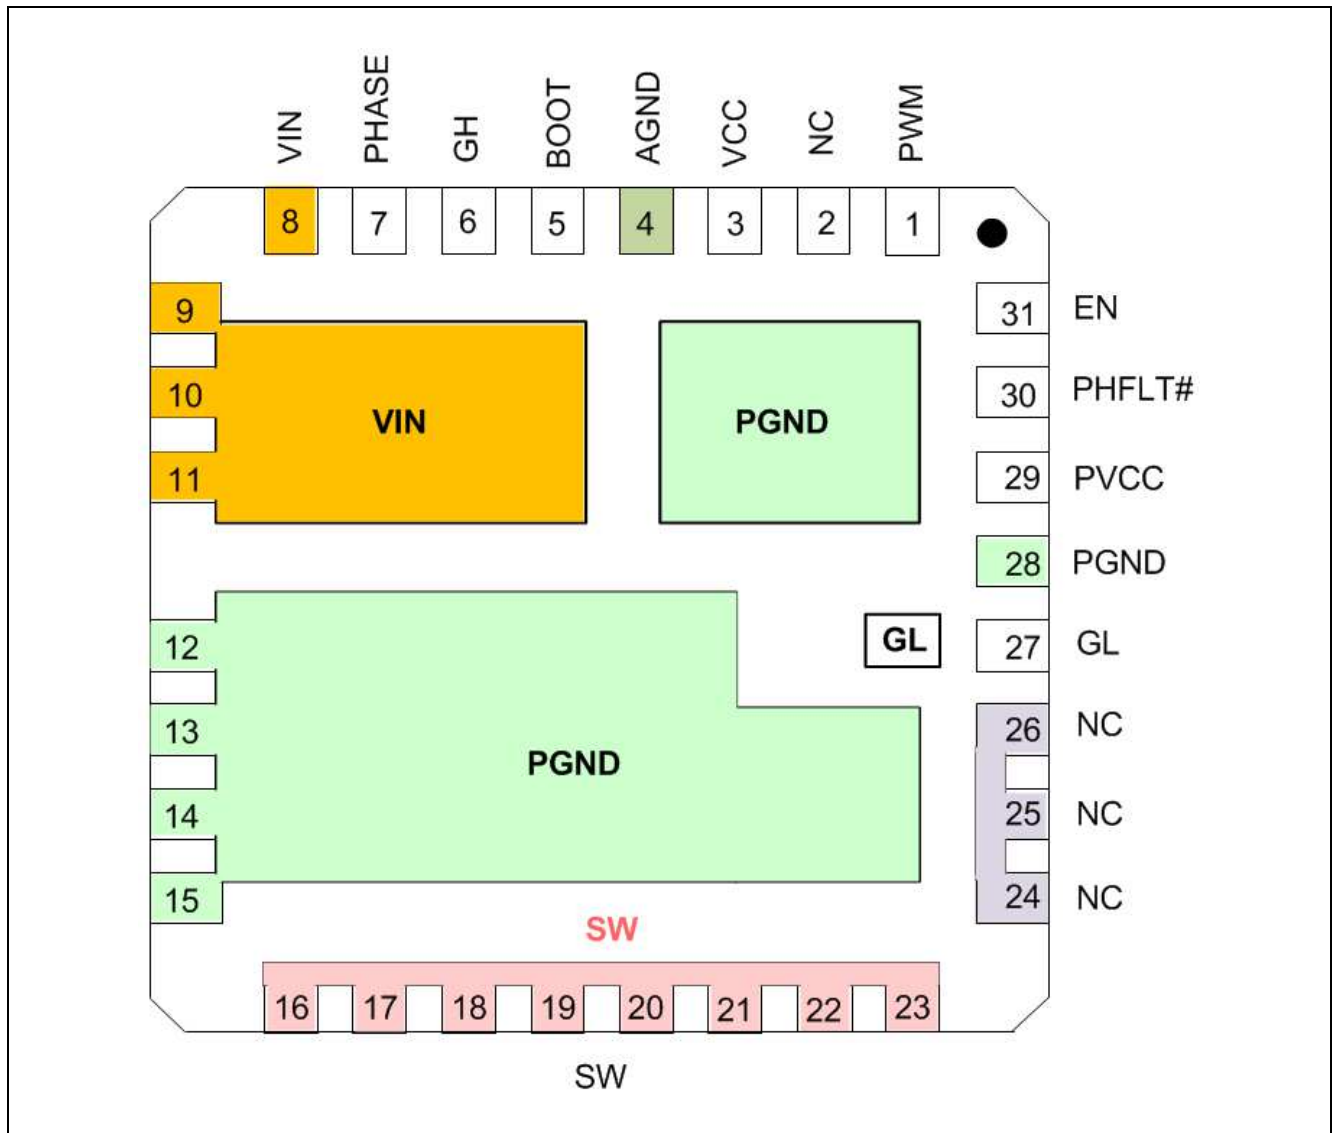 VIN PHASE GH BOOT AGND VCC NC PWM
8 7 6 5 4 3 2 1
9 31 EN
10 VIN PGND 30 PHFLT#
11 29 PVCC
28 PGND
12 GL 27 GL
13 26 NC
PGND
14 25 NC
15 24 NC
SW
16 17 18 19 20 21 22 23
SW